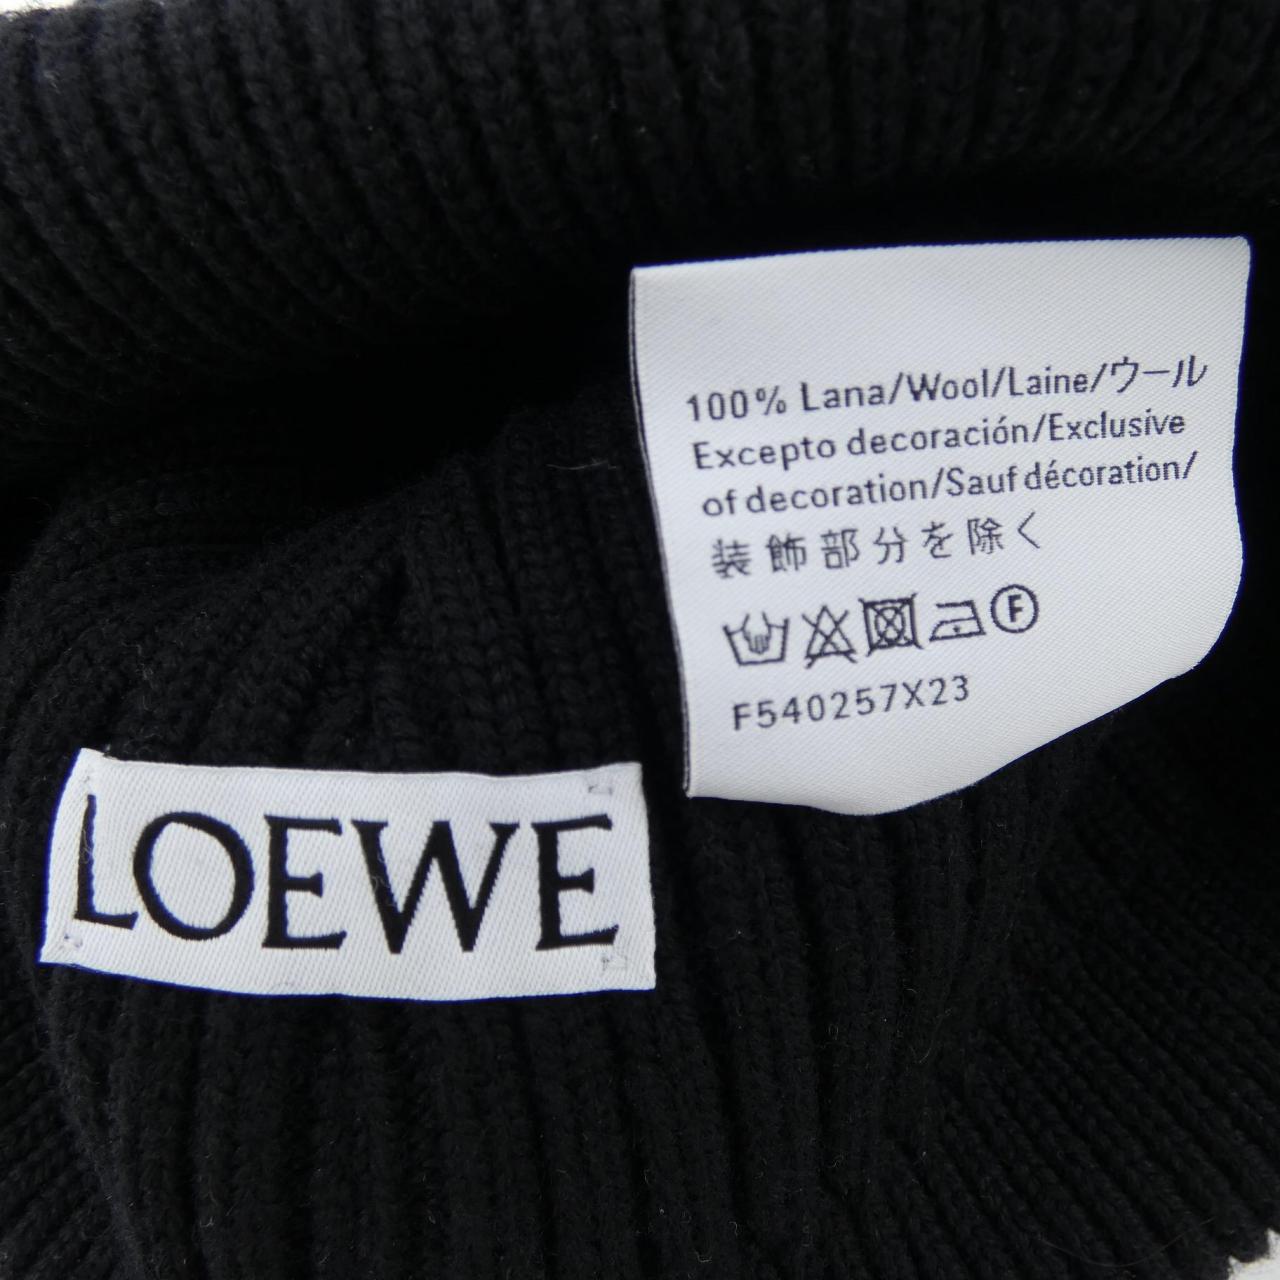 100% Lana/Wool/Laine/ウール
Excepto decoración/Exclusive
of decoration/Sauf décoration/
装飾部分を除く
F
F540257X23
LOEWE